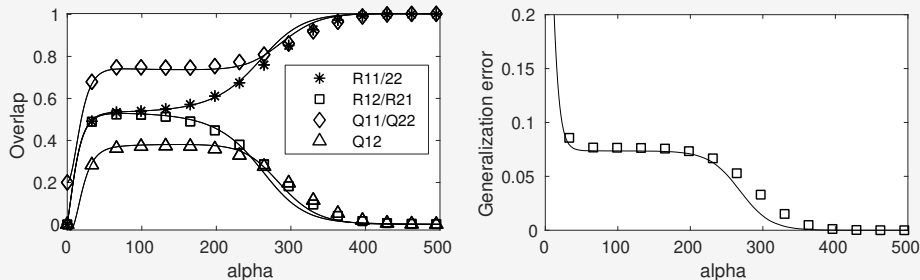 1
0.8
0.6
0.4
0.2
0
Overlap
R11/22
R12/R21
Q11/Q22
Q12
0 100 200 300 400 500
alpha
0.2
0.15
0.1
0.05
0
Generalization error
0 100 200 300 400 500
alpha